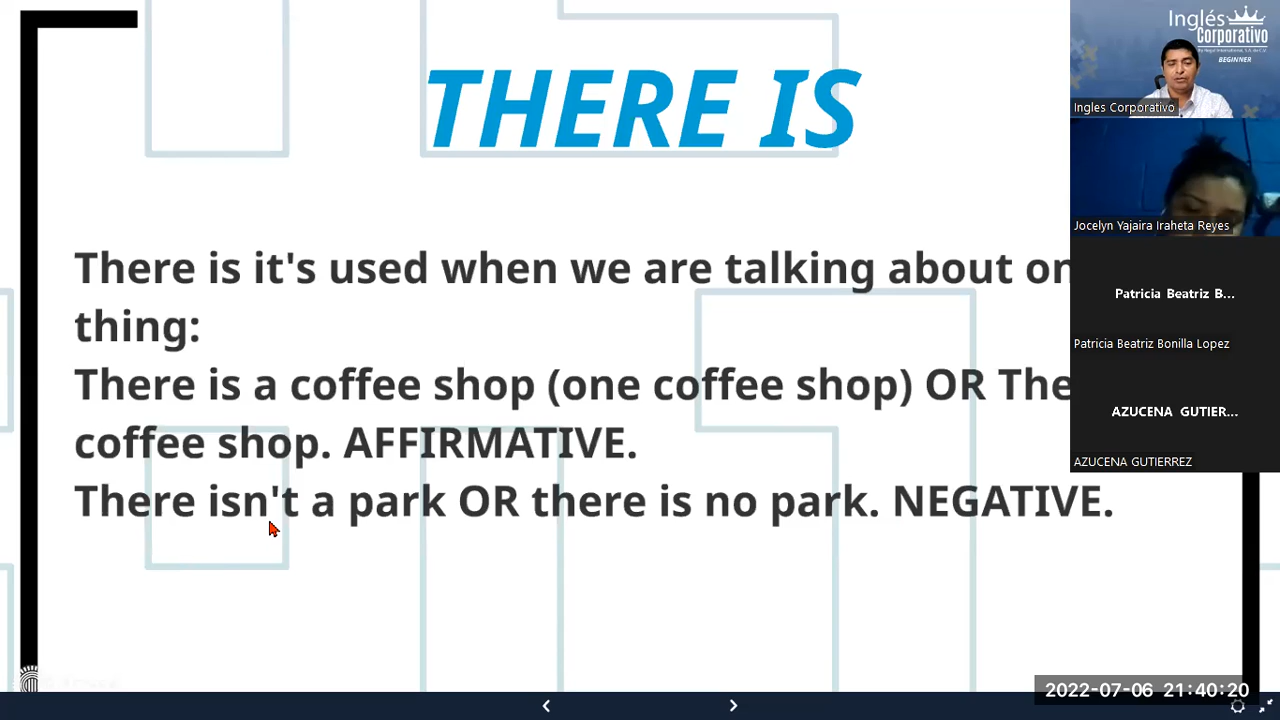 THERE IS
There is it's used when we are talking about on
thing:
There is a coffee shop (one coffee shop) OR The
coffee shop. AFFIRMATIVE.
There isn't a park OR there is no park. NEGATIVE.
Inglés
Corporativo
BEGINNER
Ingles Corporativo
Jocelyn Yajaira Iraheta Reyes
Patricia Beatriz B...
Patricia Beatriz Bonilla Lopez
AZUCENA GUTIER...
AZUCENA GUTIERREZ
2022-07-06 21:40:20